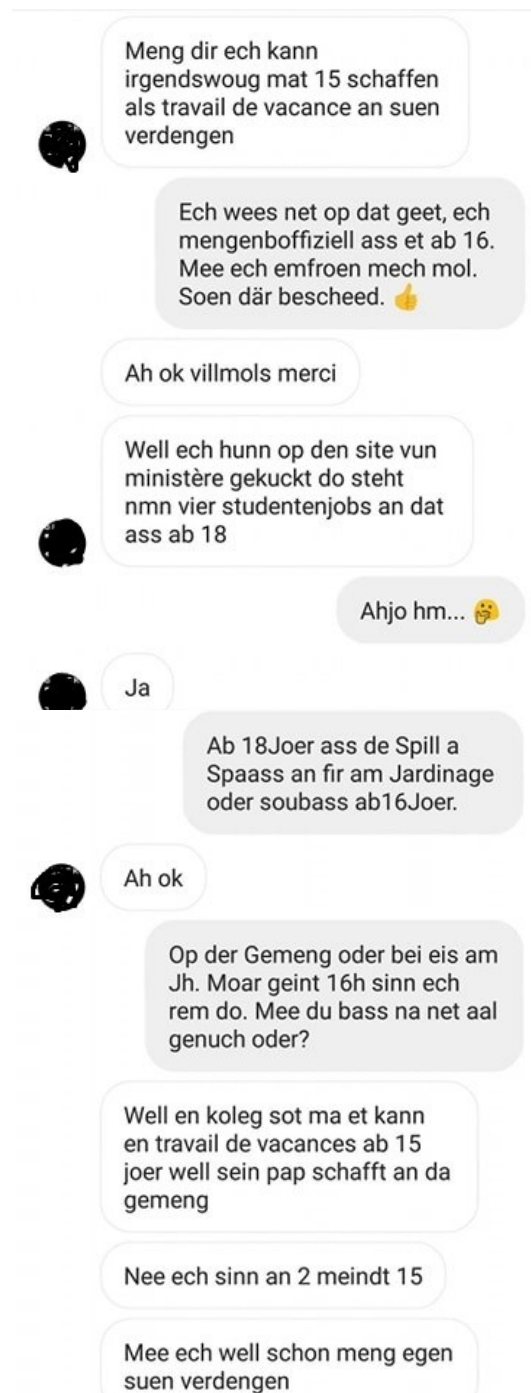 Meng dir ech kann
irgendswoug mat 15 schaffen
als travail de vacance an suen
verdengen
Ech wees net op dat geet, ech
mengenboffiziell ass et ab 16.
Mee ech emfroen mech mol.
Soen där bescheed. 👍
Ah ok villmols merci
Well ech hunn op den site vun
ministère gekuckt do steht
nmn vier studentenjobs an dat
ass ab 18
Ahjo hm... 🤔
Ja
Ab 18Joer ass de Spill a
Spaass an fir am Jardinage
oder soubass ab16Joer.
Ah ok
Op der Gemeng oder bei eis am
Jh. Moar geint 16h sinn ech
rem do. Mee du bass na net aal
genuch oder?
Well en koleg sot ma et kann
en travail de vacances ab 15
joer well sein pap schafft an da
gemeng
Nee ech sinn an 2 meindt 15
Mee ech well schon meng egen
suen verdengen